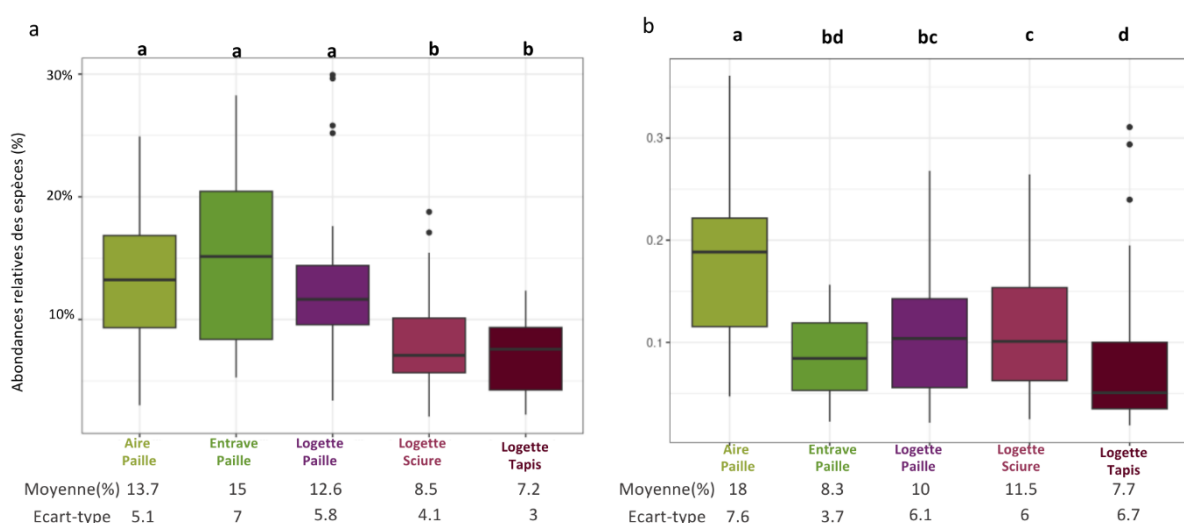 a
a a a b b
Abondances relatives des espèces (%)
30%
20%
10%
Aire Paille
Entrave Paille
Logette Paille
Logette Sciure
Logette Tapis
Moyenne(%) 13.7 15 12.6 8.5 7.2
Ecart-type 5.1 7 5.8 4.1 3
b
a bd bc c d
0.3
0.2
0.1
Aire Paille
Entrave Paille
Logette Paille
Logette Sciure
Logette Tapis
Moyenne(%) 18 8.3 10 11.5 7.7
Ecart-type 7.6 3.7 6.1 6 6.7